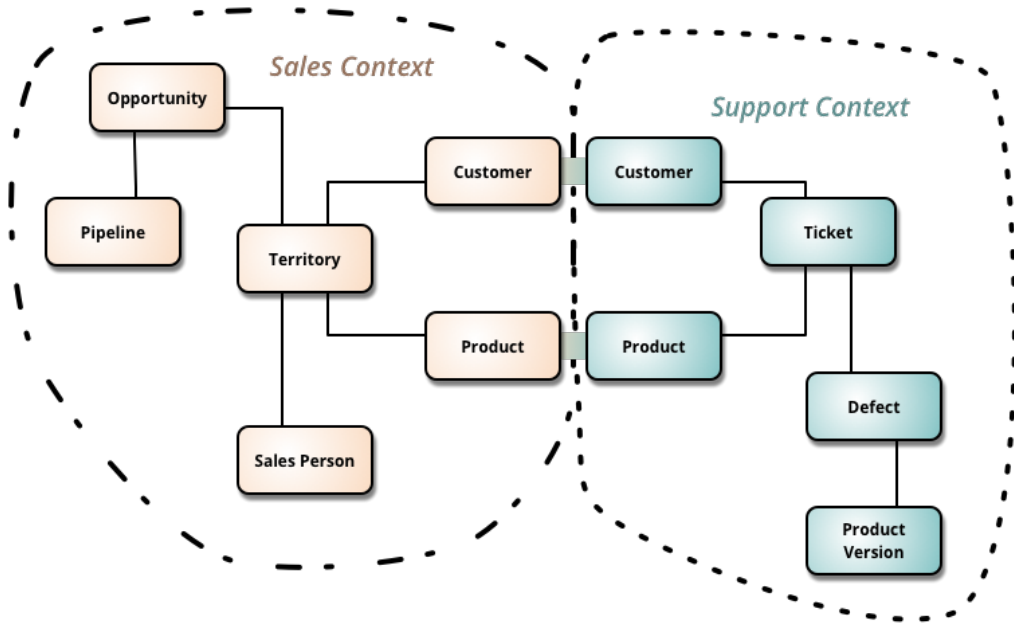 Sales Context
Opportunity
Support Context
Customer
Customer
Pipeline
Ticket
Territory
Product
Product
Defect
Sales Person
Product
Version